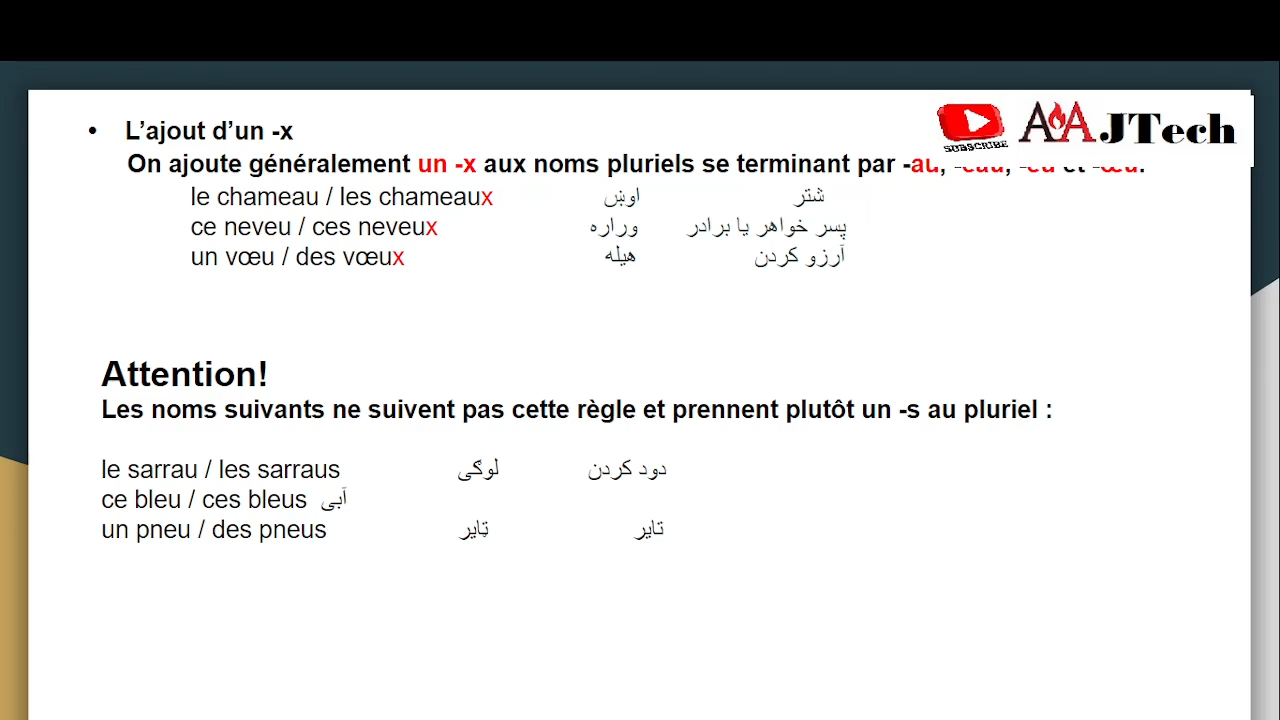 • L’ajout d’un -x
SUBSCRIBE
AAJTech
On ajoute généralement un -x aux noms pluriels se terminant par -au, -eau, -eu et -œu.
le chameau / les chameaux اوښ شتر
ce neveu / ces neveux وراره پسر خواهر یا برادر
un vœu / des vœux هیله آرزو کردن
Attention!
Les noms suivants ne suivent pas cette règle et prennent plutôt un -s au pluriel :
le sarrau / les sarraus لوګی دود کردن
ce bleu / ces bleus آبی
un pneu / des pneus ټایر تایر